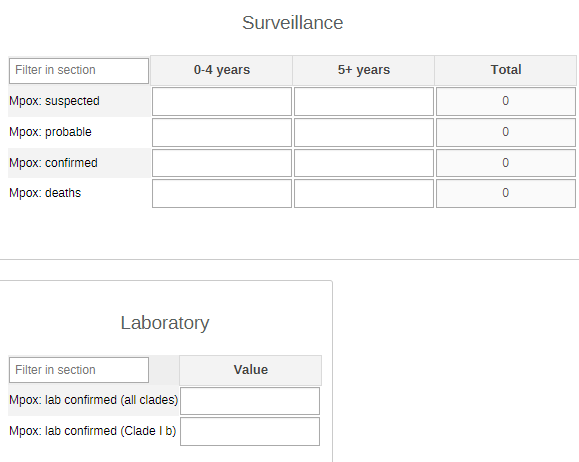 Surveillance
Filter in section 0-4 years 5+ years Total
Mpox: suspected 0
Mpox: probable 0
Mpox: confirmed 0
Mpox: deaths 0
Laboratory
Filter in section Value
Mpox: lab confirmed (all clades)
Mpox: lab confirmed (Clade I b)